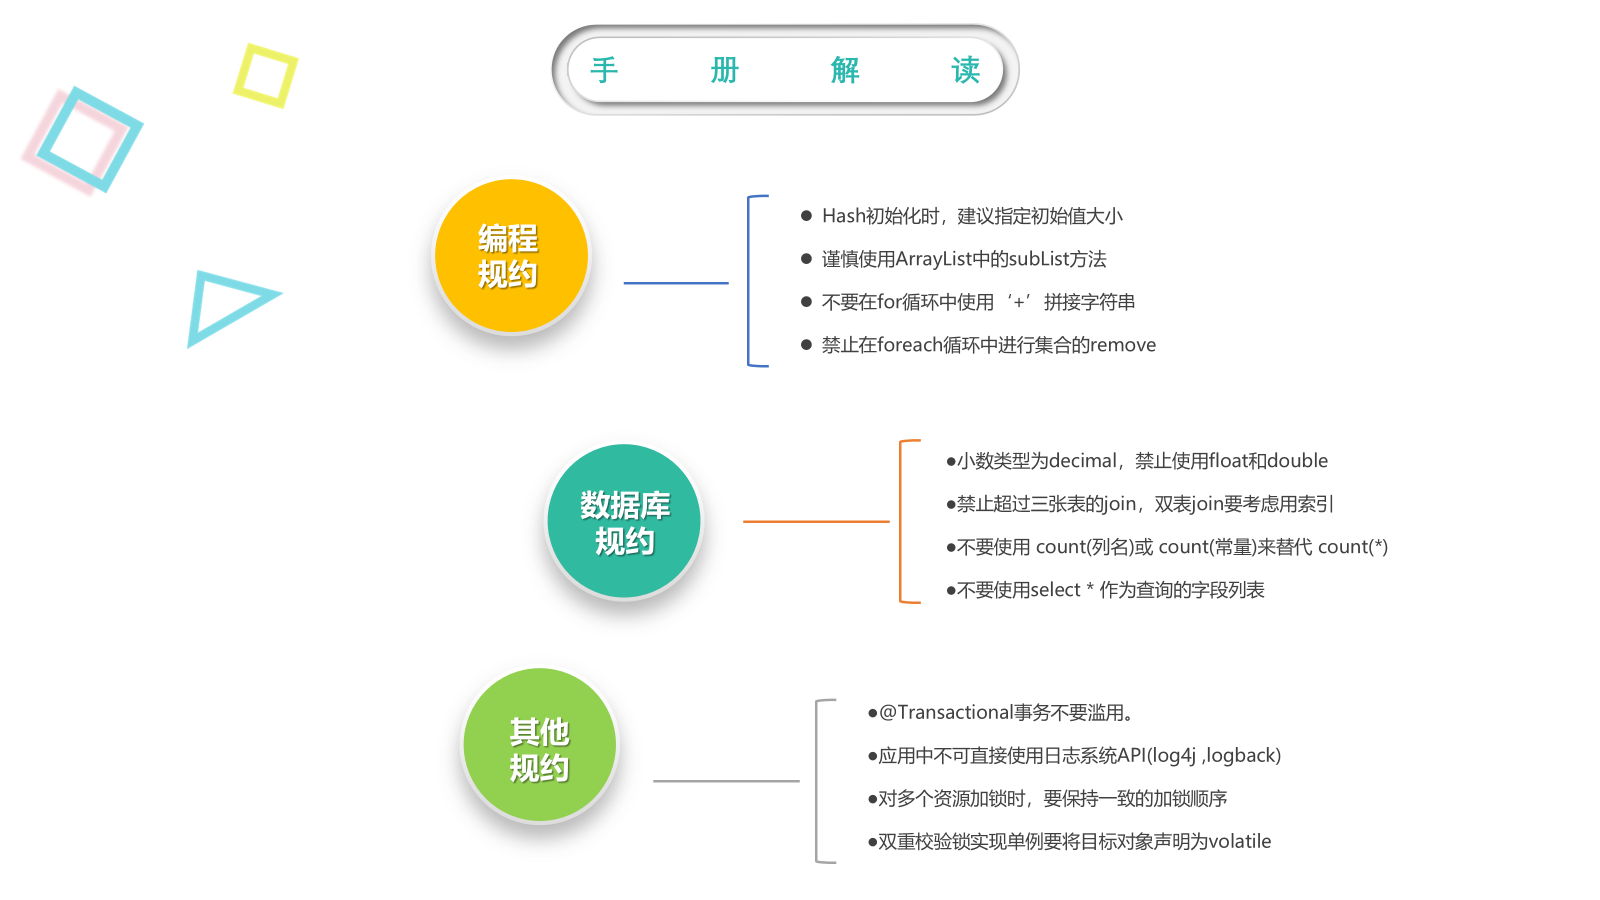 手册解读
编程
规约
● Hash初始化时，建议指定初始值大小
● 谨慎使用ArrayList中的subList方法
● 不要在for循环中使用‘+’拼接字符串
● 禁止在foreach循环中进行集合的remove
数据库
规约
●小数类型为decimal，禁止使用float和double
●禁止超过三张表的join，双表join要考虑用索引
●不要使用 count(列名)或 count(常量)来替代 count(*)
●不要使用select * 作为查询的字段列表
其他
规约
●@Transactional事务不要滥用。
●应用中不可直接使用日志系统API(log4j ,logback)
●对多个资源加锁时，要保持一致的加锁顺序
●双重校验锁实现单例要将目标对象声明为volatile